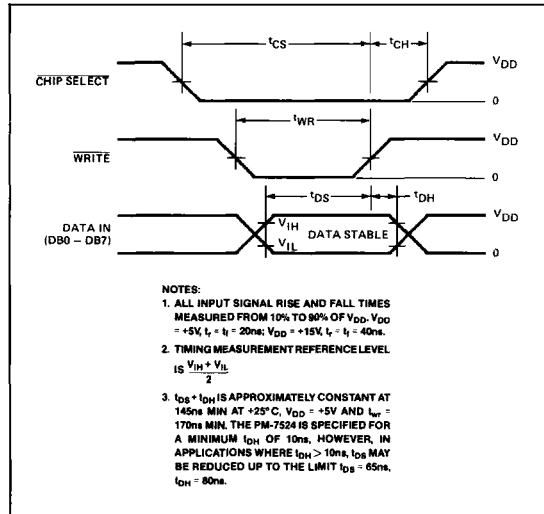 tCS
tCH
VDD
CHIP SELECT
0
tWR
VDD
WRITE
0
tDS
tDH
DATA IN
(DB0 – DB7)
VIH
VIL
DATA STABLE
VDD
0
NOTES:
1. ALL INPUT SIGNAL RISE AND FALL TIMES
MEASURED FROM 10% TO 90% OF VDD. VDD
= +5V, tr = tf = 20ns; VDD = +15V, tr = tf = 40ns.
2. TIMING MEASUREMENT REFERENCE LEVEL
IS VIH + VIL / 2
3. tDS + tDH IS APPROXIMATELY CONSTANT AT
145ns MIN AT +25°C, VDD = +5V AND twr =
170ns MIN. THE PM-7524 IS SPECIFIED FOR
A MINIMUM tDH OF 10ns, HOWEVER, IN
APPLICATIONS WHERE tDH > 10ns, tDS MAY
BE REDUCED UP TO THE LIMIT tDS = 65ns,
tDH = 80ns.